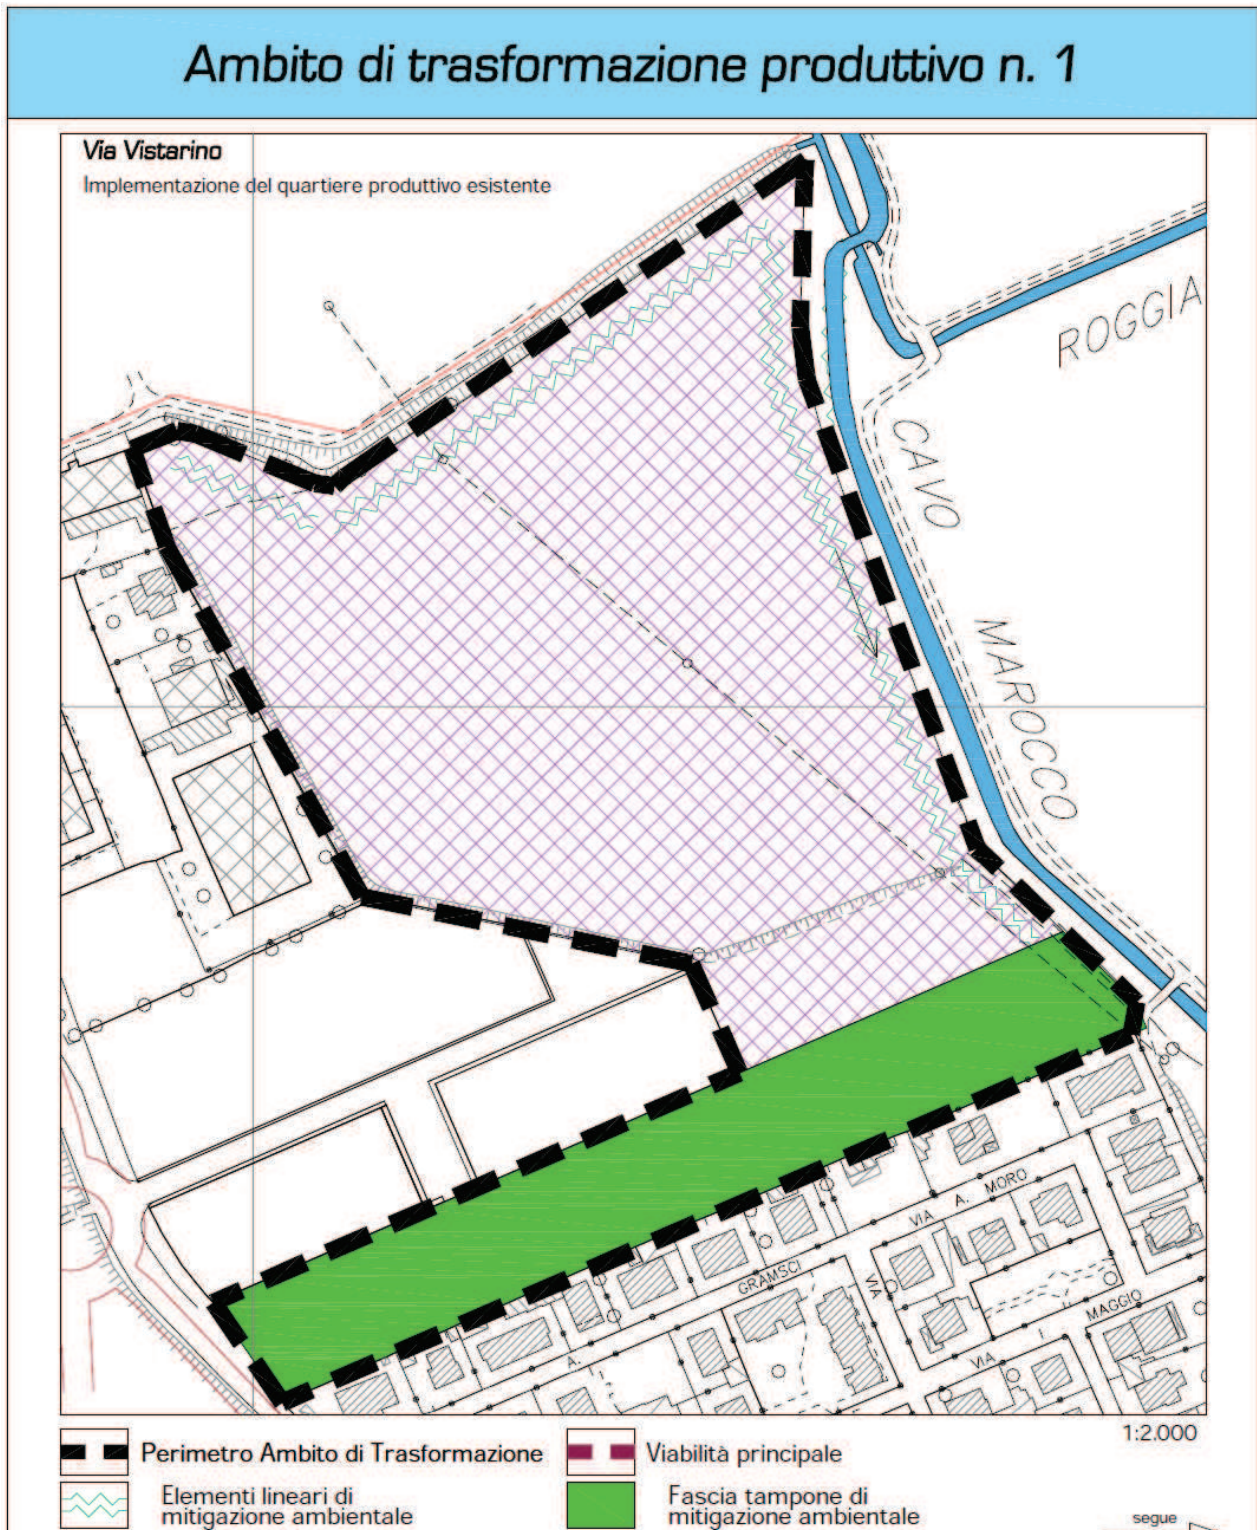 Ambito di trasformazione produttivo n. 1
Via Vistarino
Implementazione del quartiere produttivo esistente
ROGGIA
CAVO
MAROCCO
VIA A. MORO
A. GRAMSCI
VIA
VIA I MAGGIO
1:2.000
Perimetro Ambito di Trasformazione
Viabilità principale
Elementi lineari di
mitigazione ambientale
Fascia tampone di
mitigazione ambientale
segue